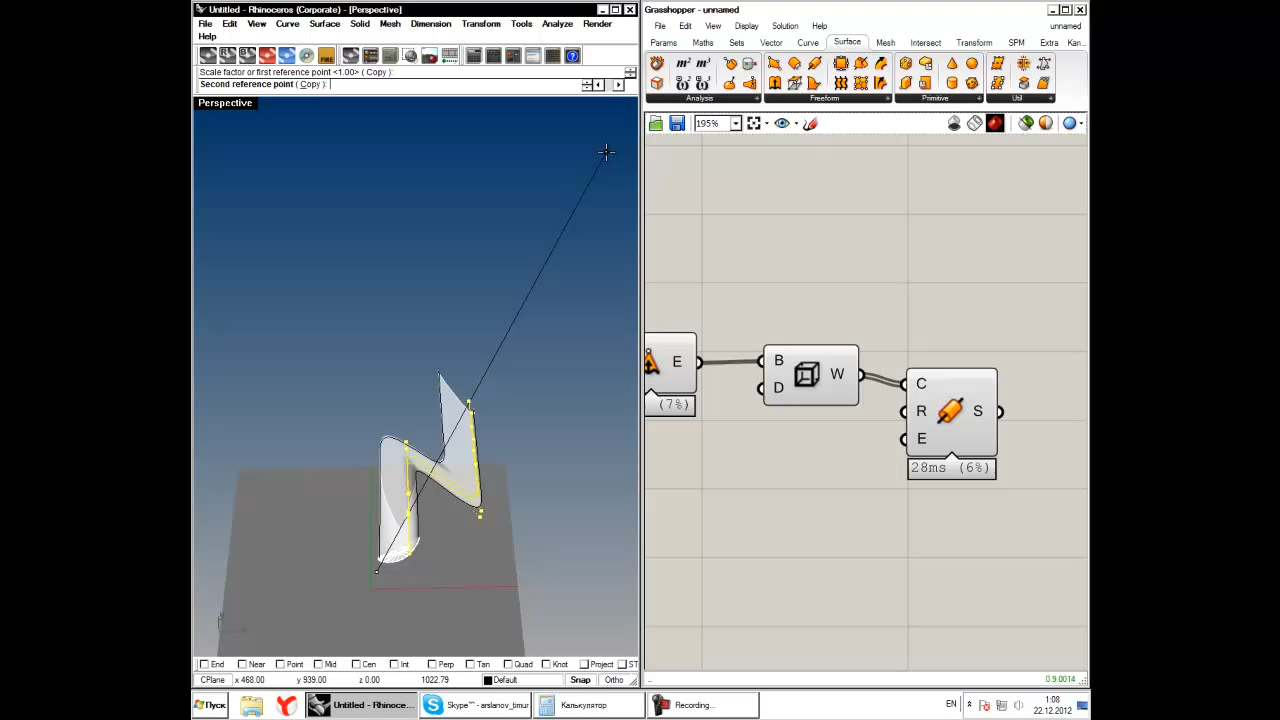 Untitled - Rhinoceros (Corporate) - [Perspective]
File Edit View Curve Surface Solid Mesh Dimension Transform Tools Analyze Render
Help
Scale factor or first reference point <1.00> ( Copy ):
Second reference point ( Copy ):
Perspective
End Near Point Mid Cen Int Perp Tan Quad Knot Project ST
CPlane x 468.00 y 939.00 z 0.00 1022.79 Default Snap Ortho
Grasshopper - unnamed
File Edit View Display Solution Help unnamed
Params Maths Sets Vector Curve Surface Mesh Intersect Transform SPM Extra Kan...
Analysis Freeform Primitive Util
195%
E
(7%)
B
D
W
C
R
E
S
28ms (6%)
0.9.0014
Пуск Untitled - Rhinoce... Skype™ - arslanov_timur Калькулятор Recording... EN 1:08
22.12.2012